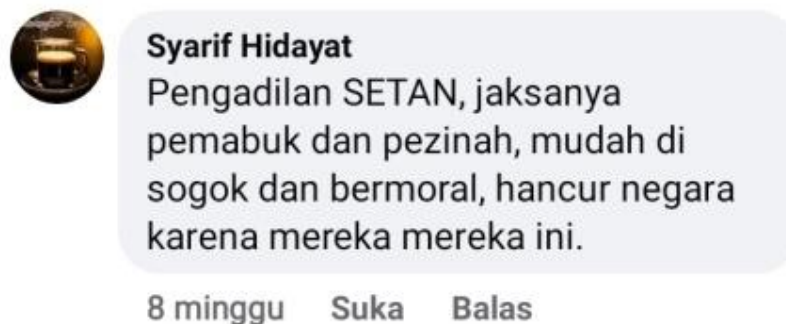 Syarif Hidayat
Pengadilan SETAN, jaksanya
pemabuk dan pezinah, mudah di
sogok dan bermoral, hancur negara
karena mereka mereka ini.
8 minggu Suka Balas